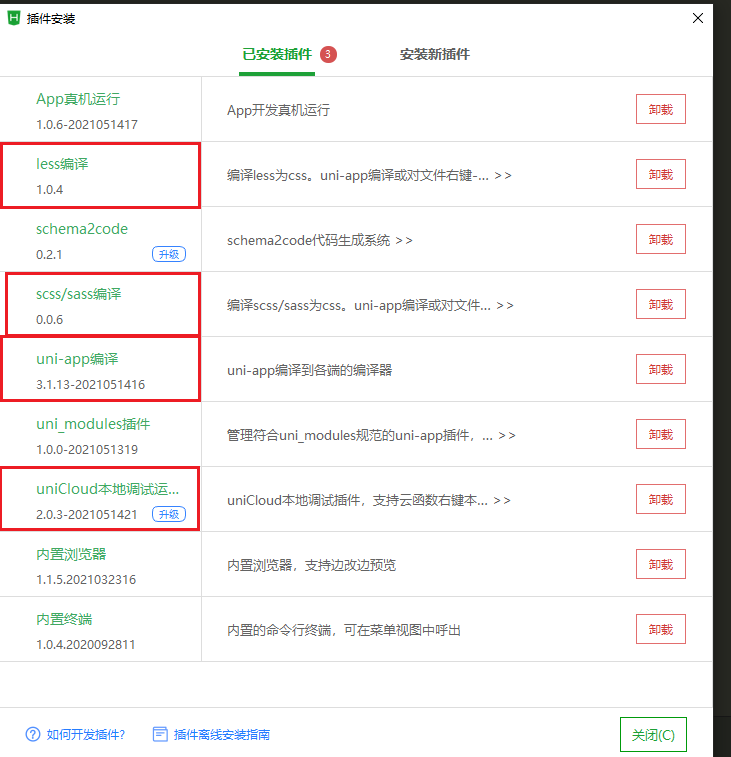 插件安装
已安装插件 3 安装新插件
App真机运行
1.0.6-2021051417
App开发真机运行
卸载
less编译
1.0.4
编译less为css。uni-app编译或对文件右键-... >>
卸载
schema2code
0.2.1 升级
schema2code代码生成系统 >>
卸载
scss/sass编译
0.0.6
编译scss/sass为css。uni-app编译或对文件... >>
卸载
uni-app编译
3.1.13-2021051416
uni-app编译到各端的编译器
卸载
uni_modules插件
1.0.0-2021051319
管理符合uni_modules规范的uni-app插件，... >>
卸载
uniCloud本地调试运...
2.0.3-2021051421 升级
uniCloud本地调试插件，支持云函数右键本... >>
卸载
内置浏览器
1.1.5.2021032316
内置浏览器，支持边改边预览
卸载
内置终端
1.0.4.2020092811
内置的命令行终端，可在菜单视图中呼出
卸载
如何开发插件? 插件离线安装指南 关闭(C)